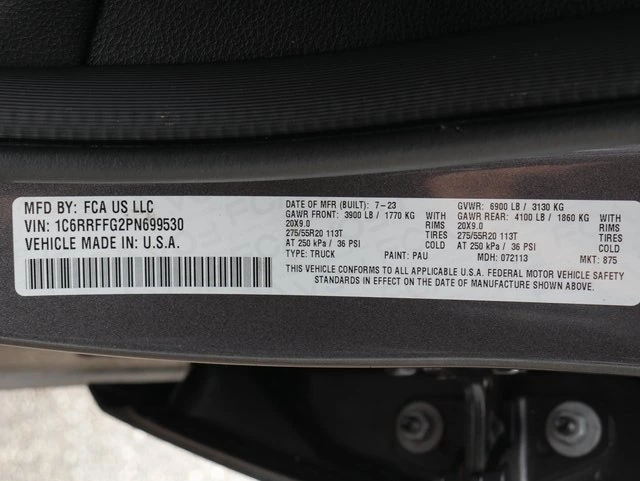 MFD BY: FCA US LLC
VIN: 1C6RRFFG2PN699530
VEHICLE MADE IN U.S.A.
DATE OF MFR (BUILT): 7-23
GAWR FRONT: 3900 LB / 1770 KG WITH
20X9.0 RIMS
275/55R20 113T TIRES
AT 250 kPa / 36 PSI COLD
GVWR: 6900 LB / 3130 KG
GAWR REAR: 4100 LB / 1860 KG WITH
20X9.0 RIMS
275/55R20 113T TIRES
AT 250 kPa / 36 PSI COLD
TYPE: TRUCK PAINT: PAU MDH: 072113 MKT: 875
THIS VEHICLE CONFORMS TO ALL APPLICABLE U.S.A. FEDERAL MOTOR VEHICLE SAFETY
STANDARDS IN EFFECT ON THE DATE OF MANUFACTURE SHOWN ABOVE.